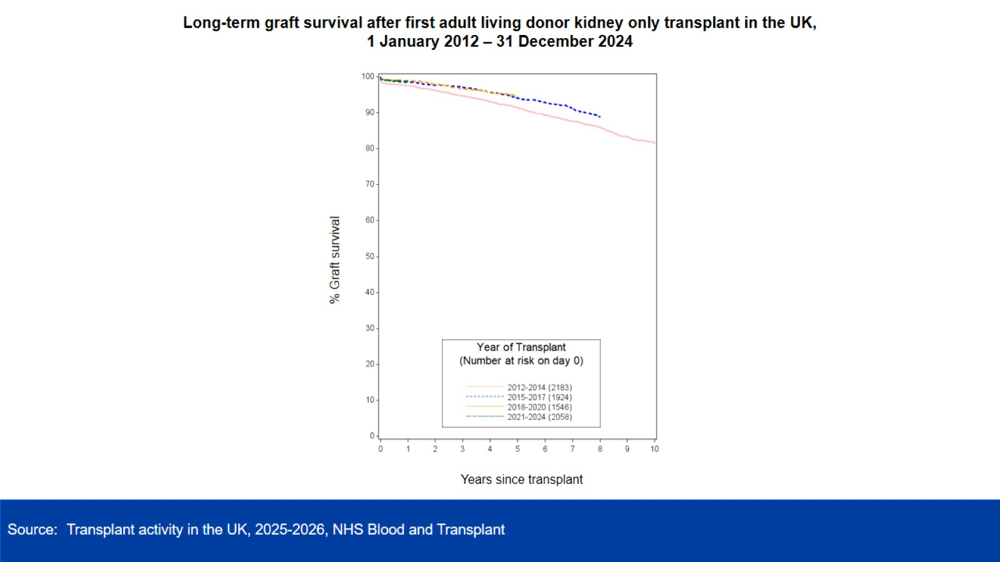 Long-term graft survival after first adult living donor kidney only transplant in the UK,
1 January 2012 – 31 December 2024
100
90
80
70
60
50
40
30
20
10
0
% Graft survival
Year of Transplant
(Number at risk on day 0)
2012-2014 (2183)
2015-2017 (1924)
2018-2020 (1546)
2021-2024 (2058)
0 1 2 3 4 5 6 7 8 9 10
Years since transplant
Source: Transplant activity in the UK, 2025-2026, NHS Blood and Transplant